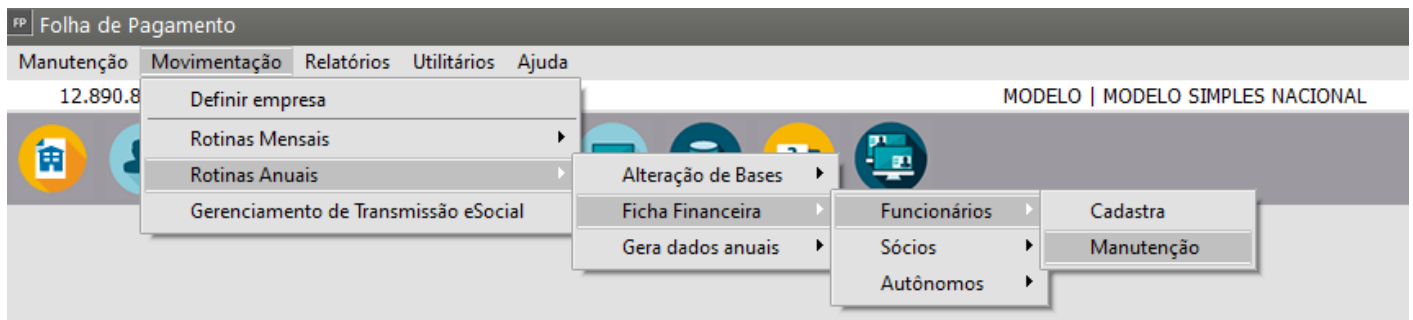 FP Folha de Pagamento
Manutenção Movimentação Relatórios Utilitários Ajuda
12.890.8 MODELO | MODELO SIMPLES NACIONAL
Definir empresa
Rotinas Mensais
Rotinas Anuais
Gerenciamento de Transmissão eSocial
Alteração de Bases
Ficha Financeira
Gera dados anuais
Funcionários
Sócios
Autônomos
Cadastra
Manutenção